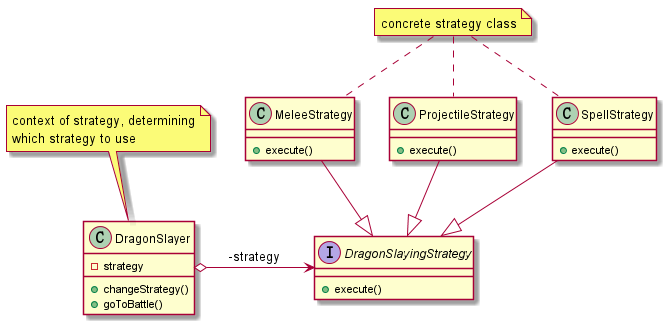 concrete strategy class
C MeleeStrategy
execute()
C ProjectileStrategy
execute()
C SpellStrategy
execute()
context of strategy, determining
which strategy to use
C DragonSlayer
strategy
changeStrategy()
goToBattle()
-strategy
I DragonSlayingStrategy
execute()